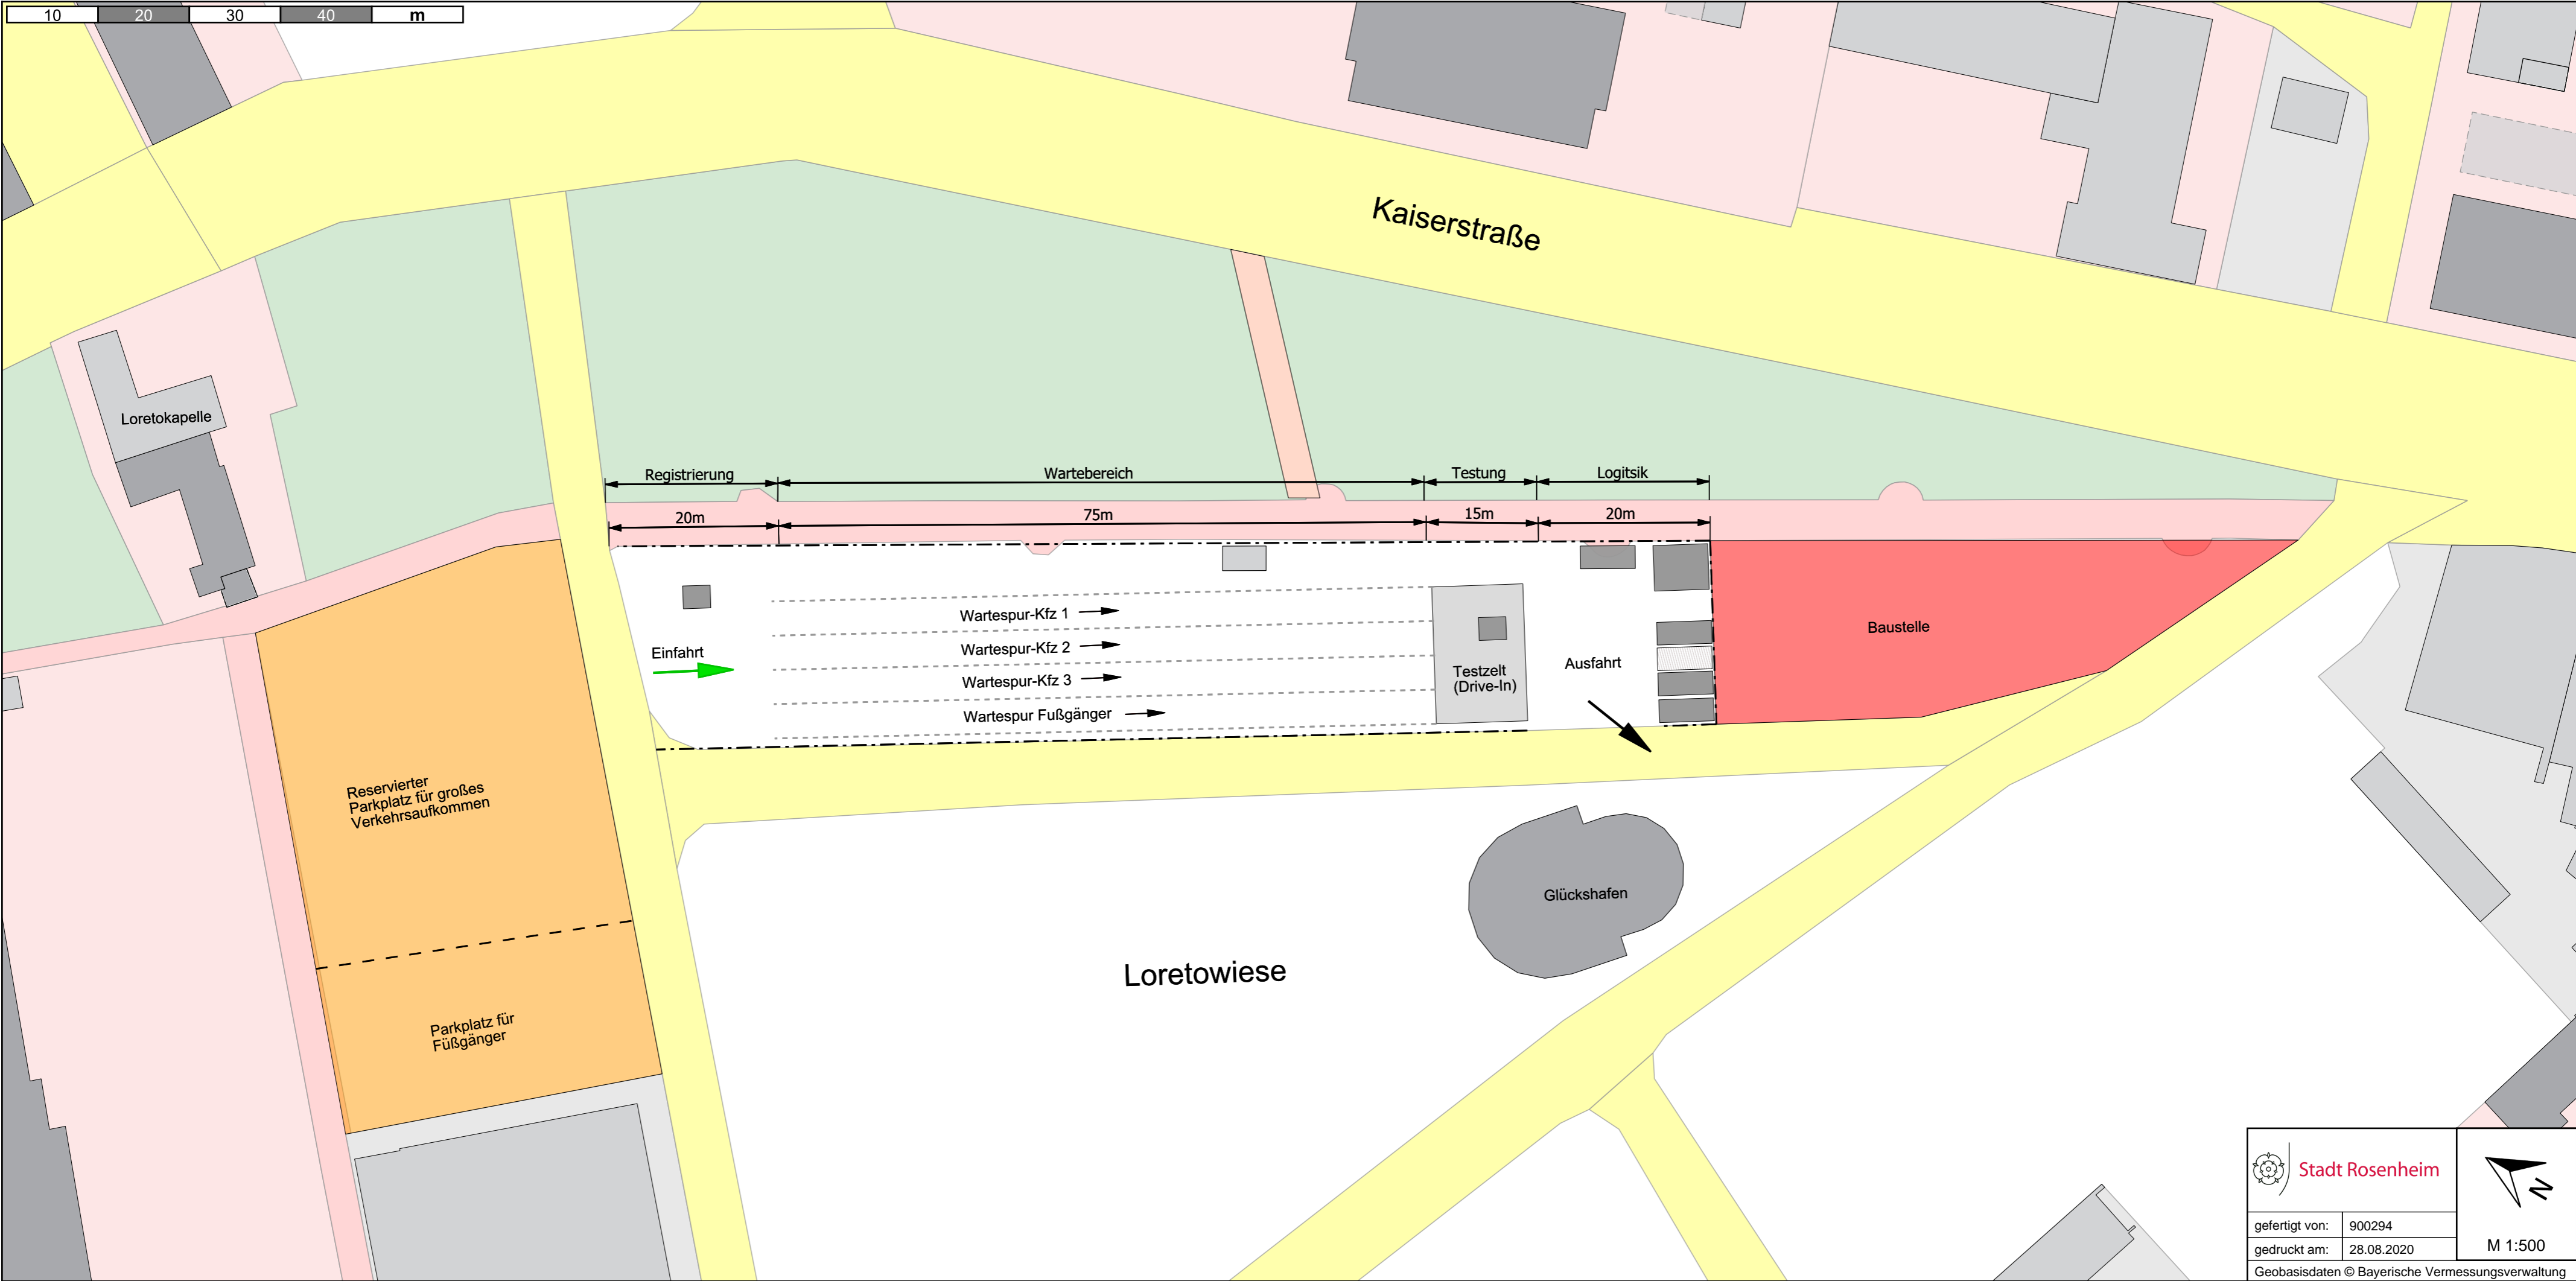 10 20 30 40 m
Kaiserstraße
Loretokapelle
Registrierung Wartebereich Testung Logitsik
20m 75m 15m 20m
Wartespur-Kfz 1
Wartespur-Kfz 2
Wartespur-Kfz 3
Wartespur Fußgänger
Einfahrt
Testzelt
(Drive-In)
Ausfahrt
Baustelle
Reservierter
Parkplatz für großes
Verkehrsaufkommen
Parkplatz für
Füßgänger
Glückshafen
Loretowiese
Stadt Rosenheim
N
gefertigt von: 900294
gedruckt am: 28.08.2020
M 1:500
Geobasisdaten © Bayerische Vermessungsverwaltung